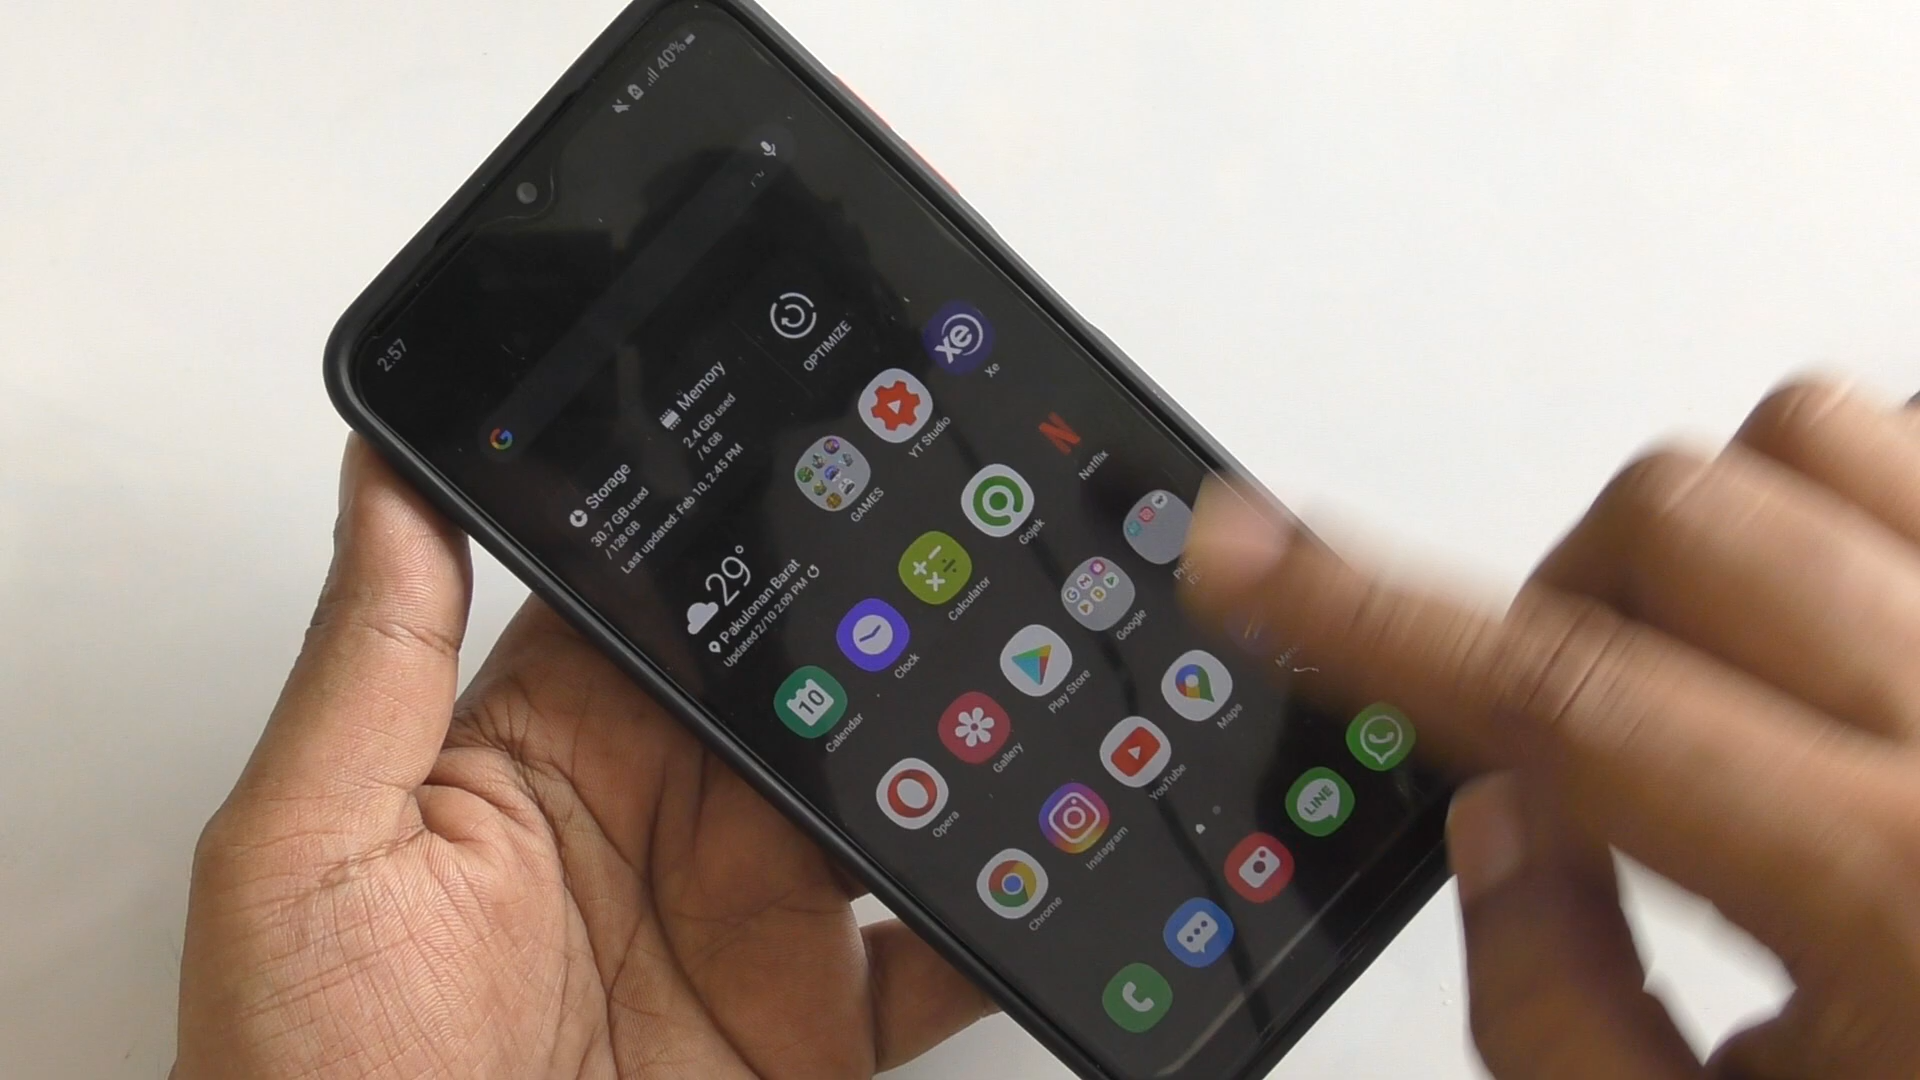 2:57
40%
Storage
30.7 GB used
/ 128 GB
Memory
2.4 GB used
/ 6 GB
Last updated: Feb 10, 2:45 PM
OPTIMIZE
29°
Pakulonan Barat
Updated 2/10 2:09 PM
GAMES
YT Studio
xe
Xe
10
Calendar
Clock
Calculator
Gojek
N
Netflix
Opera
Gallery
Play Store
Google
Chrome
Instagram
YouTube
Maps
LINE